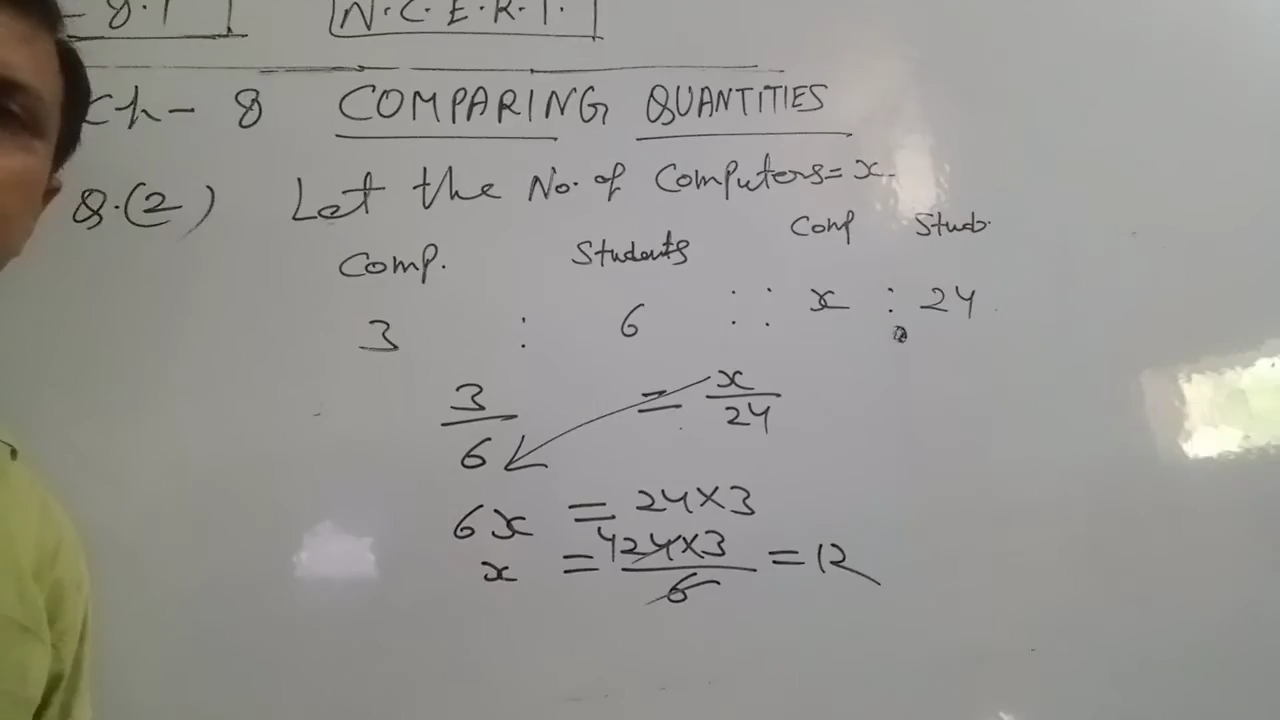 8.1 N.C.E.R.T.
Ch- 8 COMPARING QUANTITIES
Q.(2) Let the No. of Computers = x.
Comp. Students Comp Stud.
3 : 6 :: x : 24
3/6 = x/24
6x = 24×3
x = 4 24×3/6 = 12